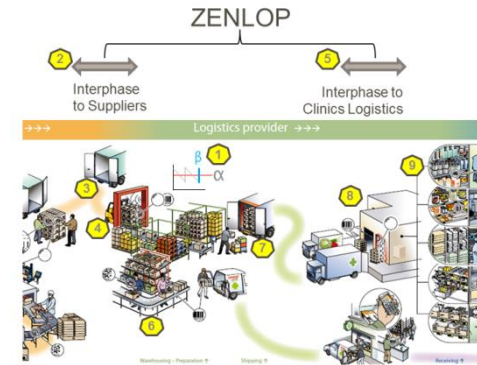 ZENLOP
2
5
Interphase
to Suppliers
Interphase to
Clinics Logistics
→→→
Logistics provider →→→
1
β
α
3
4
6
7
8
9
Warehousing – Preparation ↑
Shipping ↑
Receiving ↑